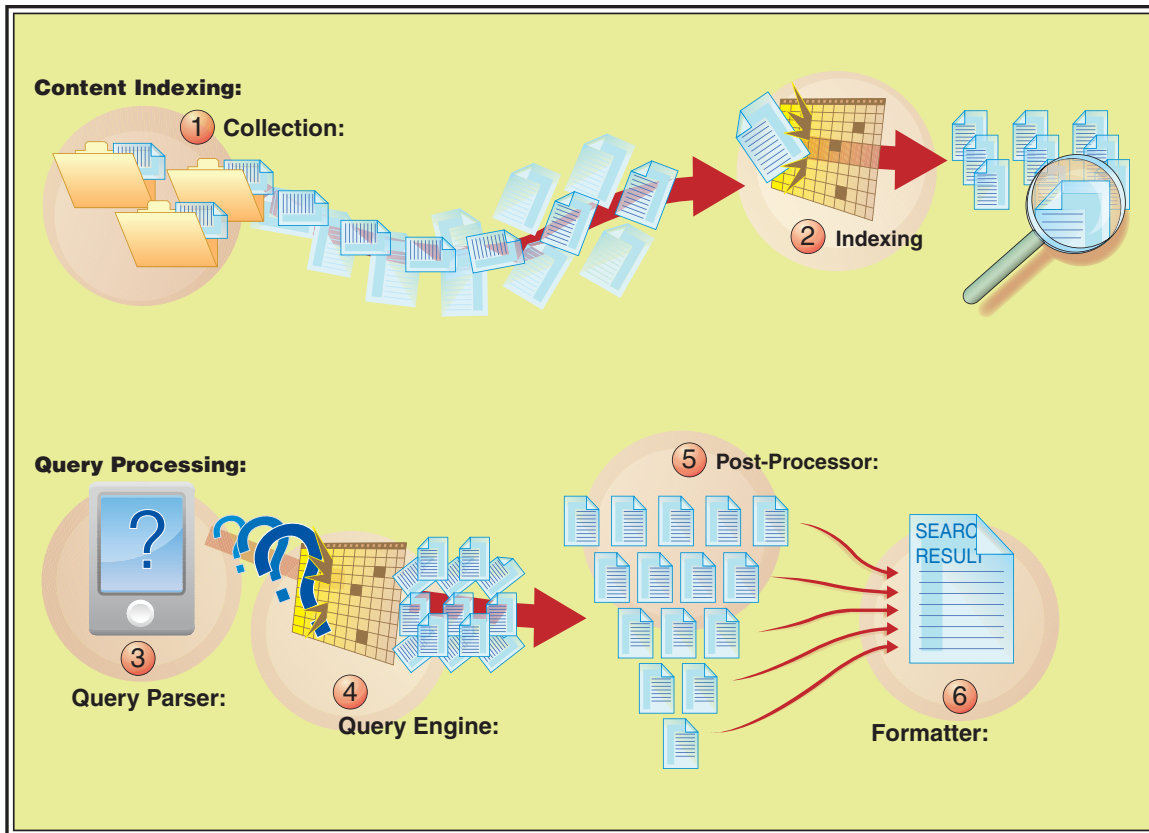 Content Indexing:
1 Collection:
2 Indexing
Query Processing:
?
3
Query Parser:
4
Query Engine:
5 Post-Processor:
SEARC
RESULT
6
Formatter: